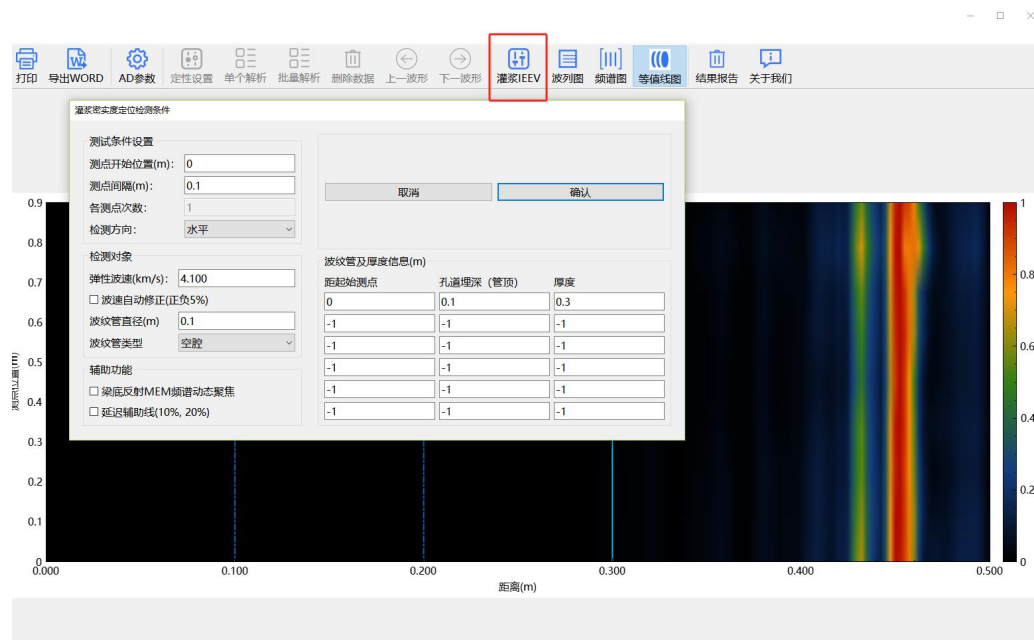 打印 导出WORD AD参数 定性设置 单个解析 批量解析 删除数据 上一波形 下一波形 灌浆IEEV 波列图 频谱图 等值线图 结果报告 关于我们
灌浆密实度定位检测条件
测试条件设置
测点开始位置(m): 0
测点间隔(m): 0.1
各测点次数: 1
检测方向: 水平
取消 确认
检测对象
弹性波速(km/s): 4.100
波速自动修正(正负5%)
波纹管直径(m) 0.1
波纹管类型 空腔
辅助功能
梁底反射MEM频谱动态聚焦
延迟辅助线(10%, 20%)
波纹管及厚度信息(m)
距起始测点 孔道埋深（管顶） 厚度
0 0.1 0.3
-1 -1 -1
-1 -1 -1
-1 -1 -1
-1 -1 -1
-1 -1 -1
测点位置(m)
0.9
0.8
0.7
0.6
0.5
0.4
0.3
0.2
0.1
0
0.000 0.100 0.200 0.300 0.400 0.500
距离(m)
1
0.8
0.6
0.4
0.2
0